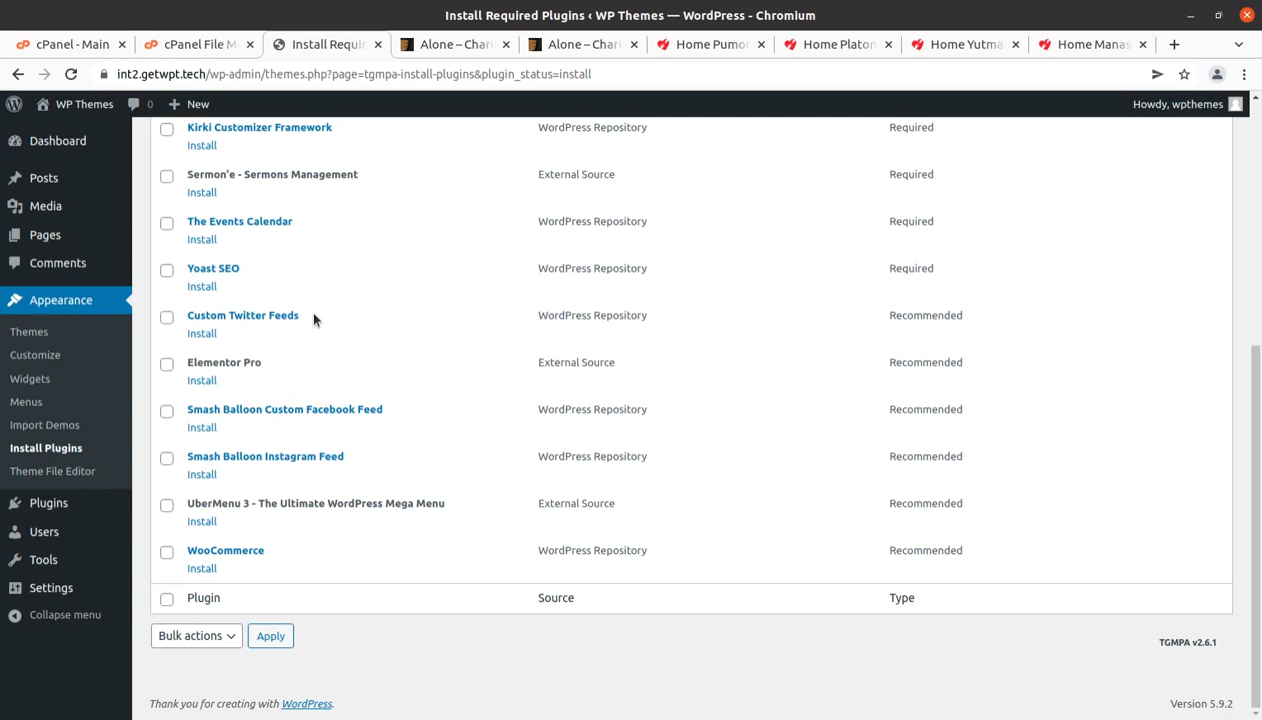 Install Required Plugins ‹ WP Themes — WordPress - Chromium
cPanel - Main
cPanel File M
Install Requir
Alone – Chari
Alone – Chari
Home Pumor
Home Platon
Home Yutma
Home Manas
int2.getwpt.tech/wp-admin/themes.php?page=tgmpa-install-plugins&plugin_status=install
WP Themes 0 New Howdy, wpthemes
Dashboard
Posts
Media
Pages
Comments
Appearance
Themes
Customize
Widgets
Menus
Import Demos
Install Plugins
Theme File Editor
Plugins
Users
Tools
Settings
Collapse menu
Kirki Customizer Framework WordPress Repository Required
Install
Sermon'e - Sermons Management External Source Required
Install
The Events Calendar WordPress Repository Required
Install
Yoast SEO WordPress Repository Required
Install
Custom Twitter Feeds WordPress Repository Recommended
Install
Elementor Pro External Source Recommended
Install
Smash Balloon Custom Facebook Feed WordPress Repository Recommended
Install
Smash Balloon Instagram Feed WordPress Repository Recommended
Install
UberMenu 3 - The Ultimate WordPress Mega Menu External Source Recommended
Install
WooCommerce WordPress Repository Recommended
Install
Plugin Source Type
Bulk actions Apply
TGMPA v2.6.1
Thank you for creating with WordPress. Version 5.9.2